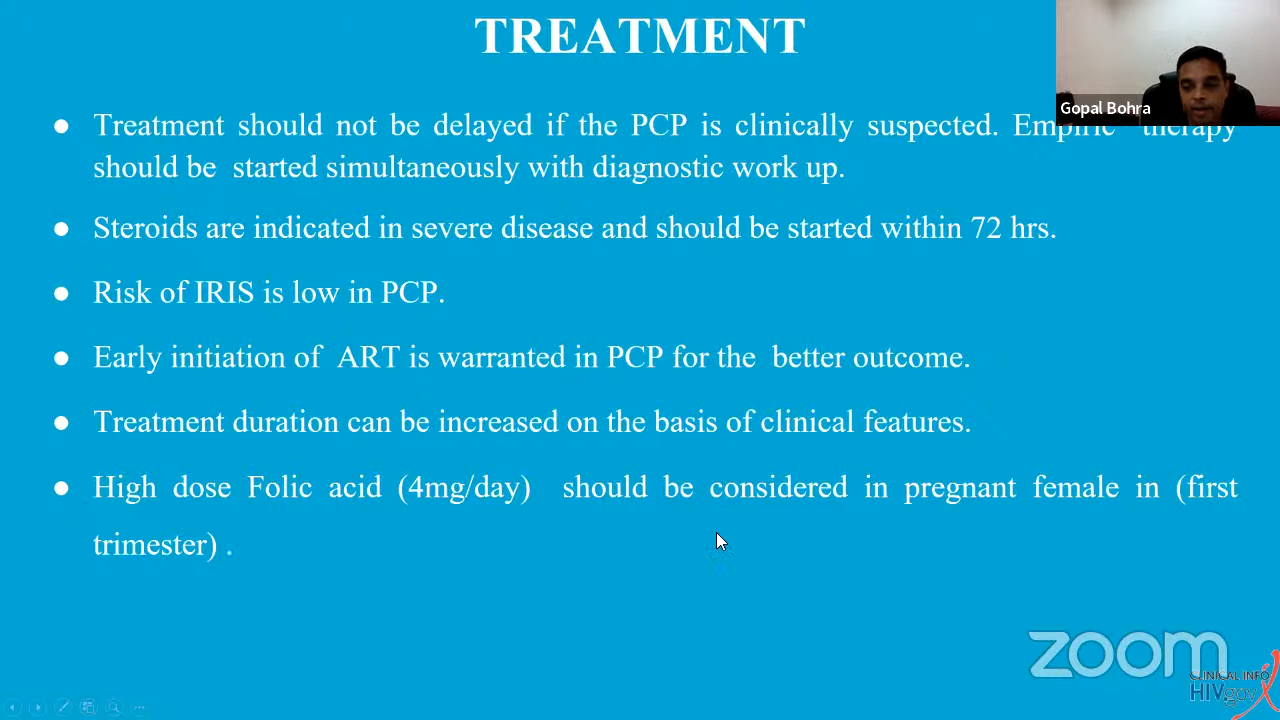 TREATMENT
Gopal Bohra
● Treatment should not be delayed if the PCP is clinically suspected. Empiric therapy
should be started simultaneously with diagnostic work up.
● Steroids are indicated in severe disease and should be started within 72 hrs.
● Risk of IRIS is low in PCP.
● Early initiation of ART is warranted in PCP for the better outcome.
● Treatment duration can be increased on the basis of clinical features.
● High dose Folic acid (4mg/day) should be considered in pregnant female in (first
trimester) .
zoom
CLINICAL INFO
HIV.gov